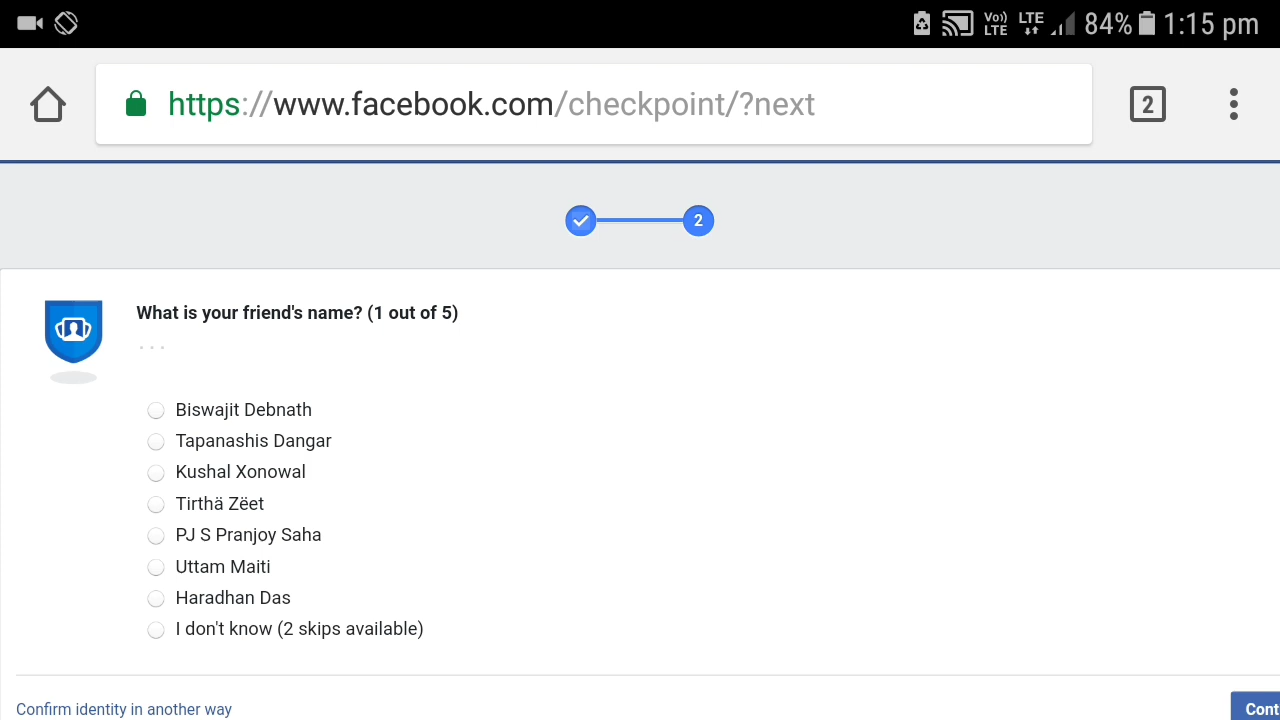 Vo)) LTE LTE 84% 1:15 pm
https://www.facebook.com/checkpoint/?next 2
2
What is your friend's name? (1 out of 5)
...
Biswajit Debnath
Tapanashis Dangar
Kushal Xonowal
Tirthä Zëet
PJ S Pranjoy Saha
Uttam Maiti
Haradhan Das
I don't know (2 skips available)
Confirm identity in another way
Cont